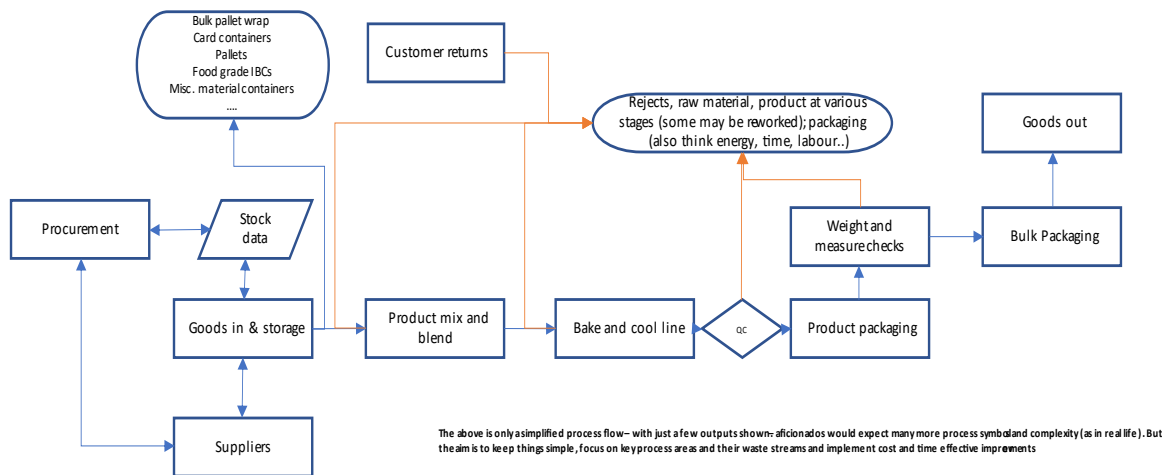 Bulk pallet wrap
Card containers
Pallets
Food grade IBCs
Misc. material containers
....
Customer returns
Rejects, raw material, product at various
stages (some may be reworked); packaging
(also think energy, time, labour..)
Goods out
Procurement
Stock
data
Weight and
measure checks
Bulk Packaging
Goods in & storage
Product mix and
blend
Bake and cool line
QC
Product packaging
Suppliers
The above is only a simplified process flow – with just a few outputs shown – aficionados would expect many more process symbols and complexity (as in real life). But
the aim is to keep things simple, focus on key process areas and their waste streams and implement cost and time effective improvements